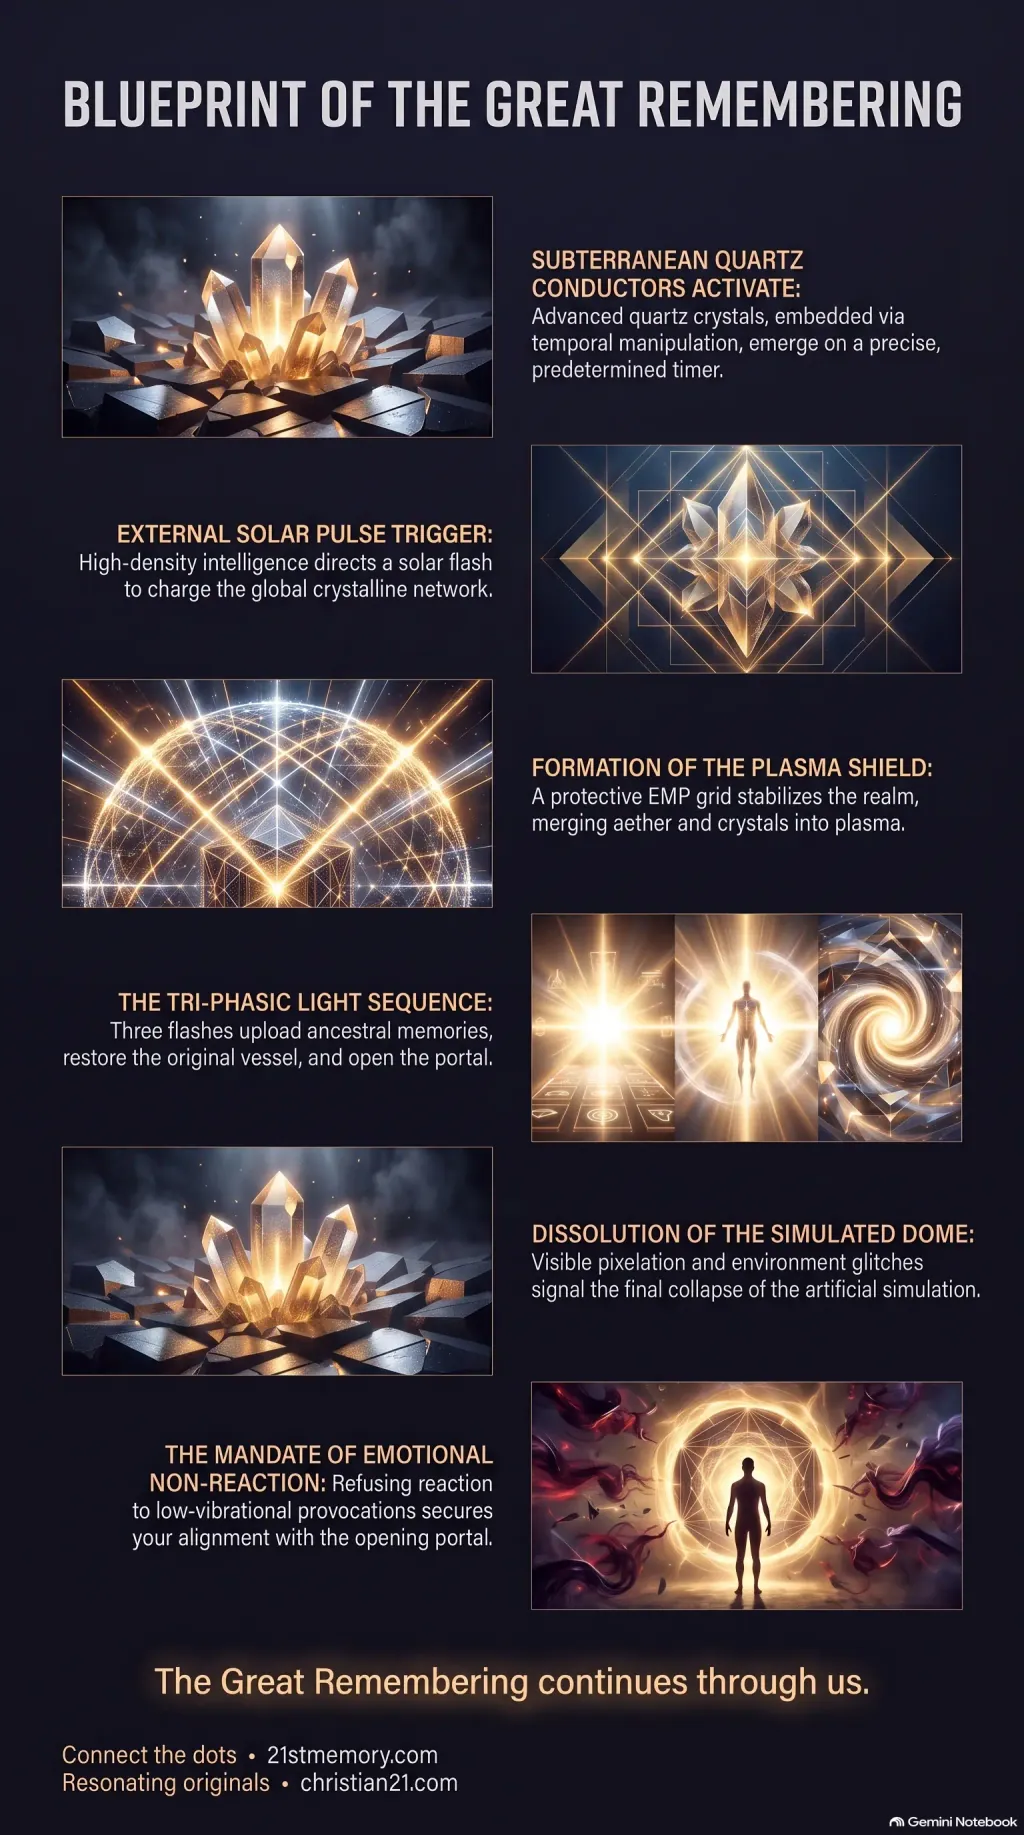 BLUEPRINT OF THE GREAT REMEMBERING
SUBTERRANEAN QUARTZ
CONDUCTORS ACTIVATE:
Advanced quartz crystals, embedded via
temporal manipulation, emerge on a precise,
predetermined timer.
EXTERNAL SOLAR PULSE TRIGGER:
High-density intelligence directs a solar flash
to charge the global crystalline network.
FORMATION OF THE PLASMA SHIELD:
A protective EMP grid stabilizes the realm,
merging aether and crystals into plasma.
THE TRI-PHASIC LIGHT SEQUENCE:
Three flashes upload ancestral memories,
restore the original vessel, and open the portal.
DISSOLUTION OF THE SIMULATED DOME:
Visible pixelation and environment glitches
signal the final collapse of the artificial simulation.
THE MANDATE OF EMOTIONAL
NON-REACTION: Refusing reaction
to low-vibrational provocations secures
your alignment with the opening portal.
The Great Remembering continues through us.
Connect the dots • 21stmemory.com
Resonating originals • christian21.com
Gemini Notebook